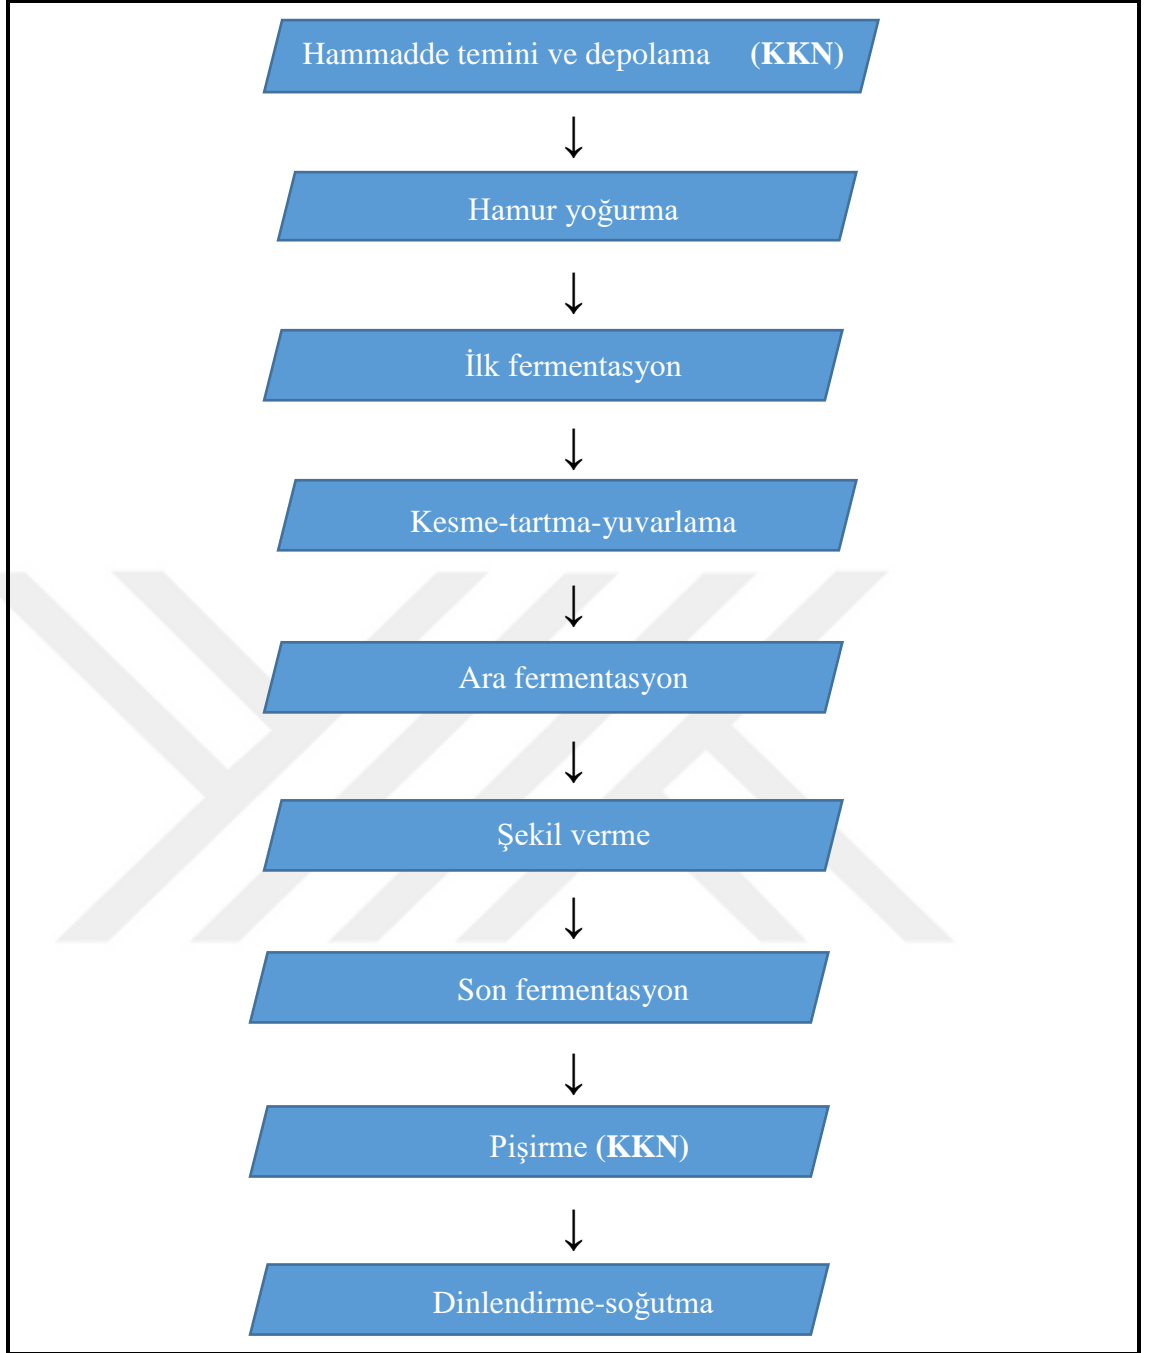 Hammadde temini ve depolama (KKN)
↓
Hamur yoğurma
↓
İlk fermentasyon
↓
Kesme-tartma-yuvarlama
↓
Ara fermentasyon
↓
Şekil verme
↓
Son fermentasyon
↓
Pişirme (KKN)
↓
Dinlendirme-soğutma